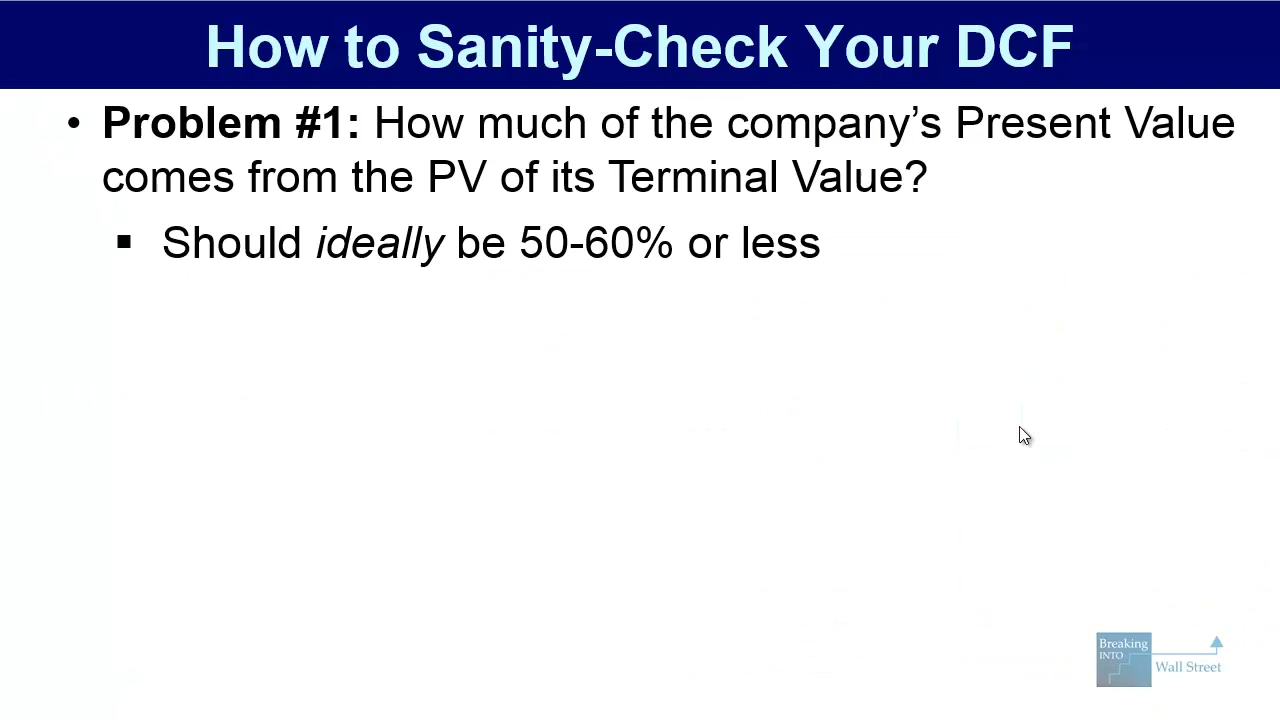 How to Sanity-Check Your DCF
• Problem #1: How much of the company’s Present Value
comes from the PV of its Terminal Value?
▪ Should ideally be 50-60% or less
Breaking
INTO
Wall Street